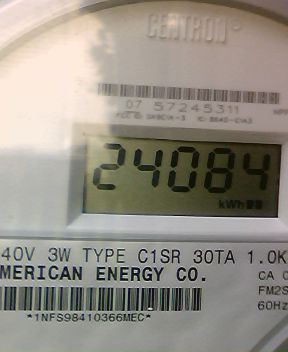 CENTRON®
07 57245311
24084
kWh
40V 3W TYPE C1SR 30TA 1.0K
MERICAN ENERGY CO. CA
FM2S
60Hz
*1NFS98410366MEC*